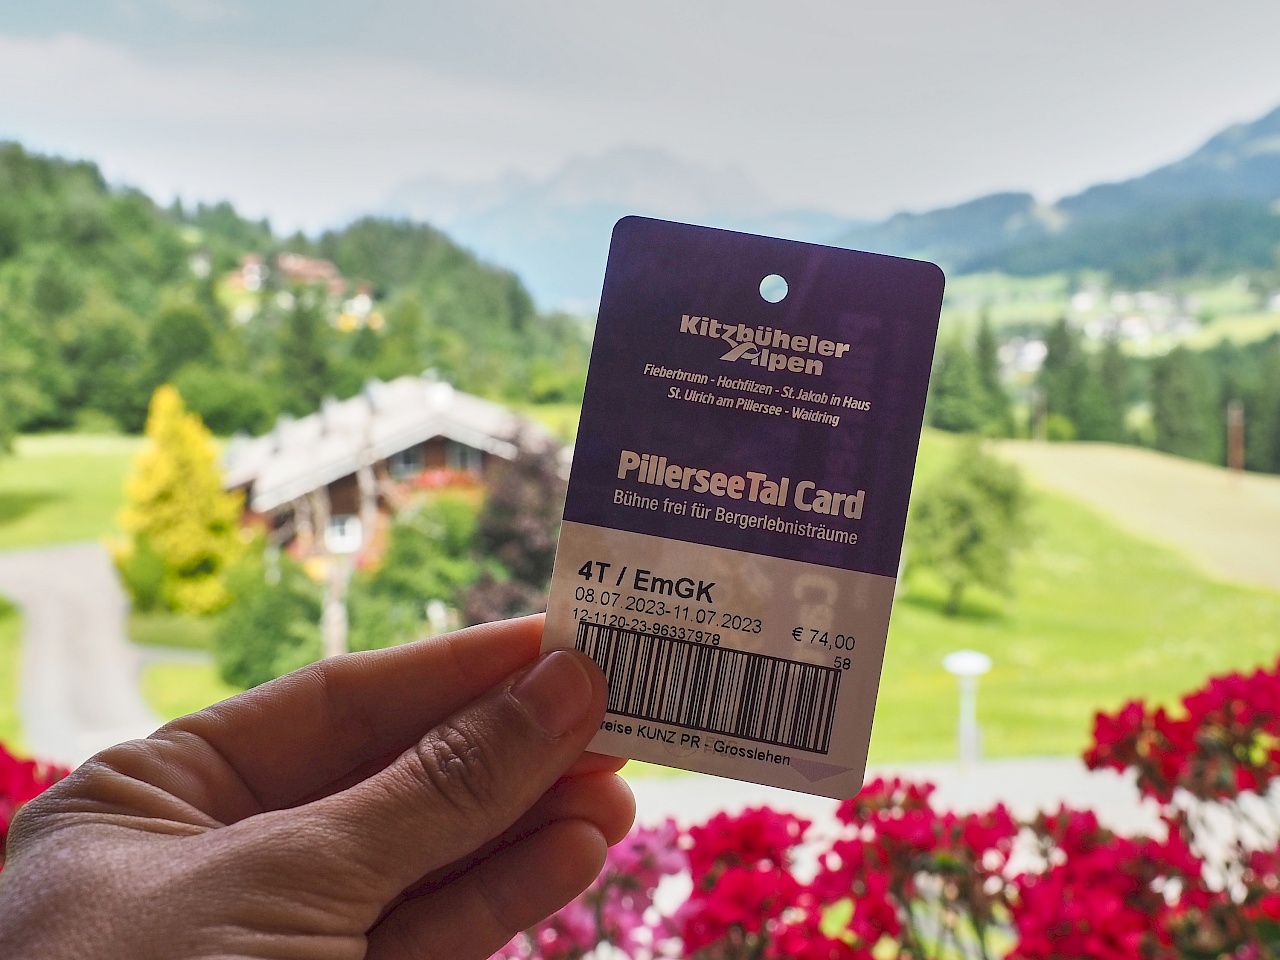 Kitzbüheler
Alpen
Fieberbrunn - Hochfilzen - St. Jakob in Haus
St. Ulrich am Pillersee - Waidring
PillerseeTal Card
Bühne frei für Bergerlebnisträume
4T / EmGK
08.07.2023-11.07.2023
€ 74,00
12-1120-23-96337978
58
reise KUNZ PR - Grosslehen